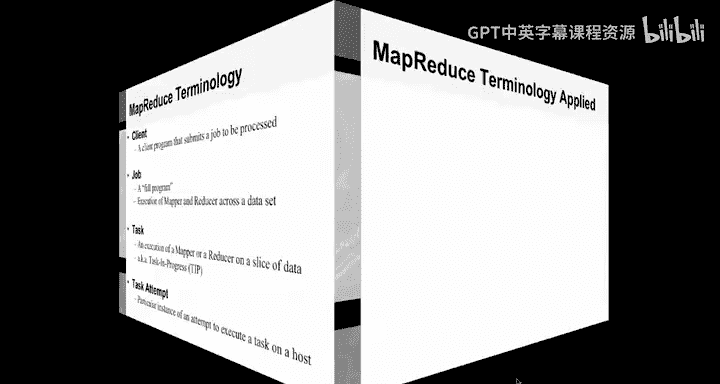 GPT中英字幕课程资源 bilibili
MapReduce Terminology
• Client
– A client program that submits a job to be processed
• Job
– A "full program"
– Execution of Mapper and Reducer across a data set
• Task
– An execution of a Mapper or a Reducer on a slice of data
– a.k.a. Task-In-Progress (TIP)
• Task Attempt
– Particular instance of an attempt to execute a task on a host
MapReduce Terminology Applied